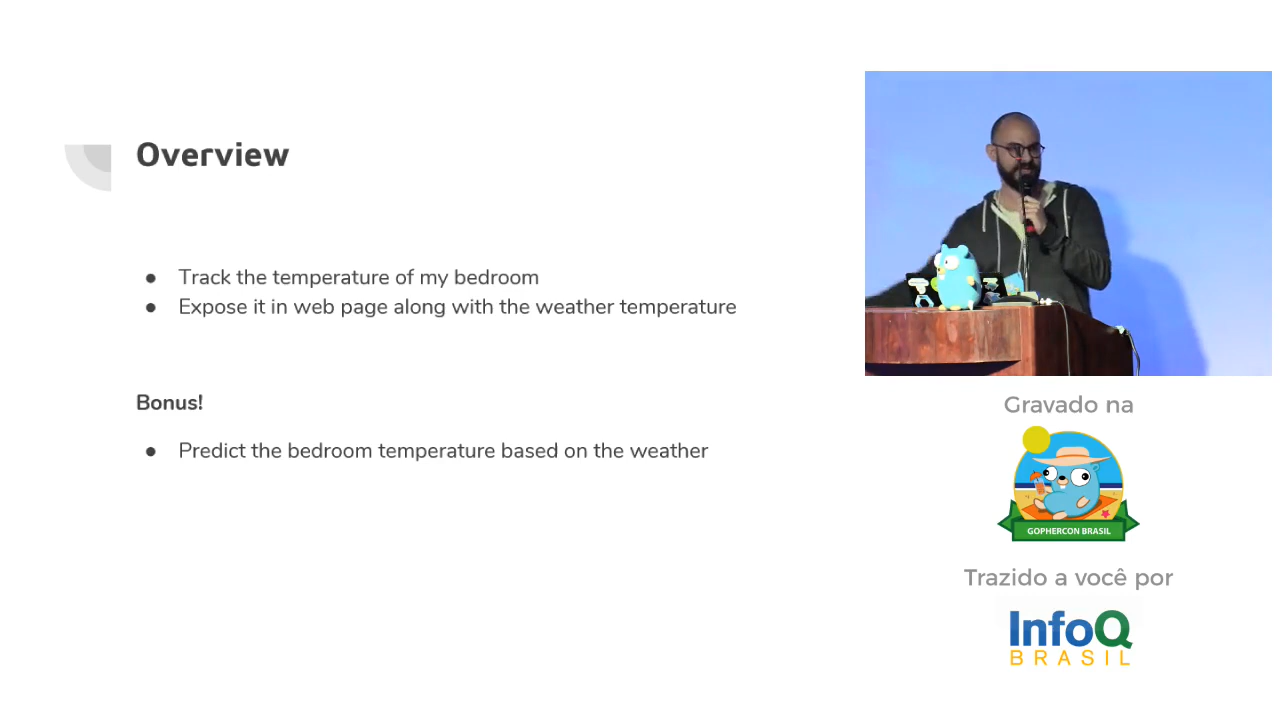 Overview
● Track the temperature of my bedroom
● Expose it in web page along with the weather temperature
Bonus!
● Predict the bedroom temperature based on the weather
Gravado na
GOPHERCON BRASIL
Trazido a você por
InfoQ
BRASIL